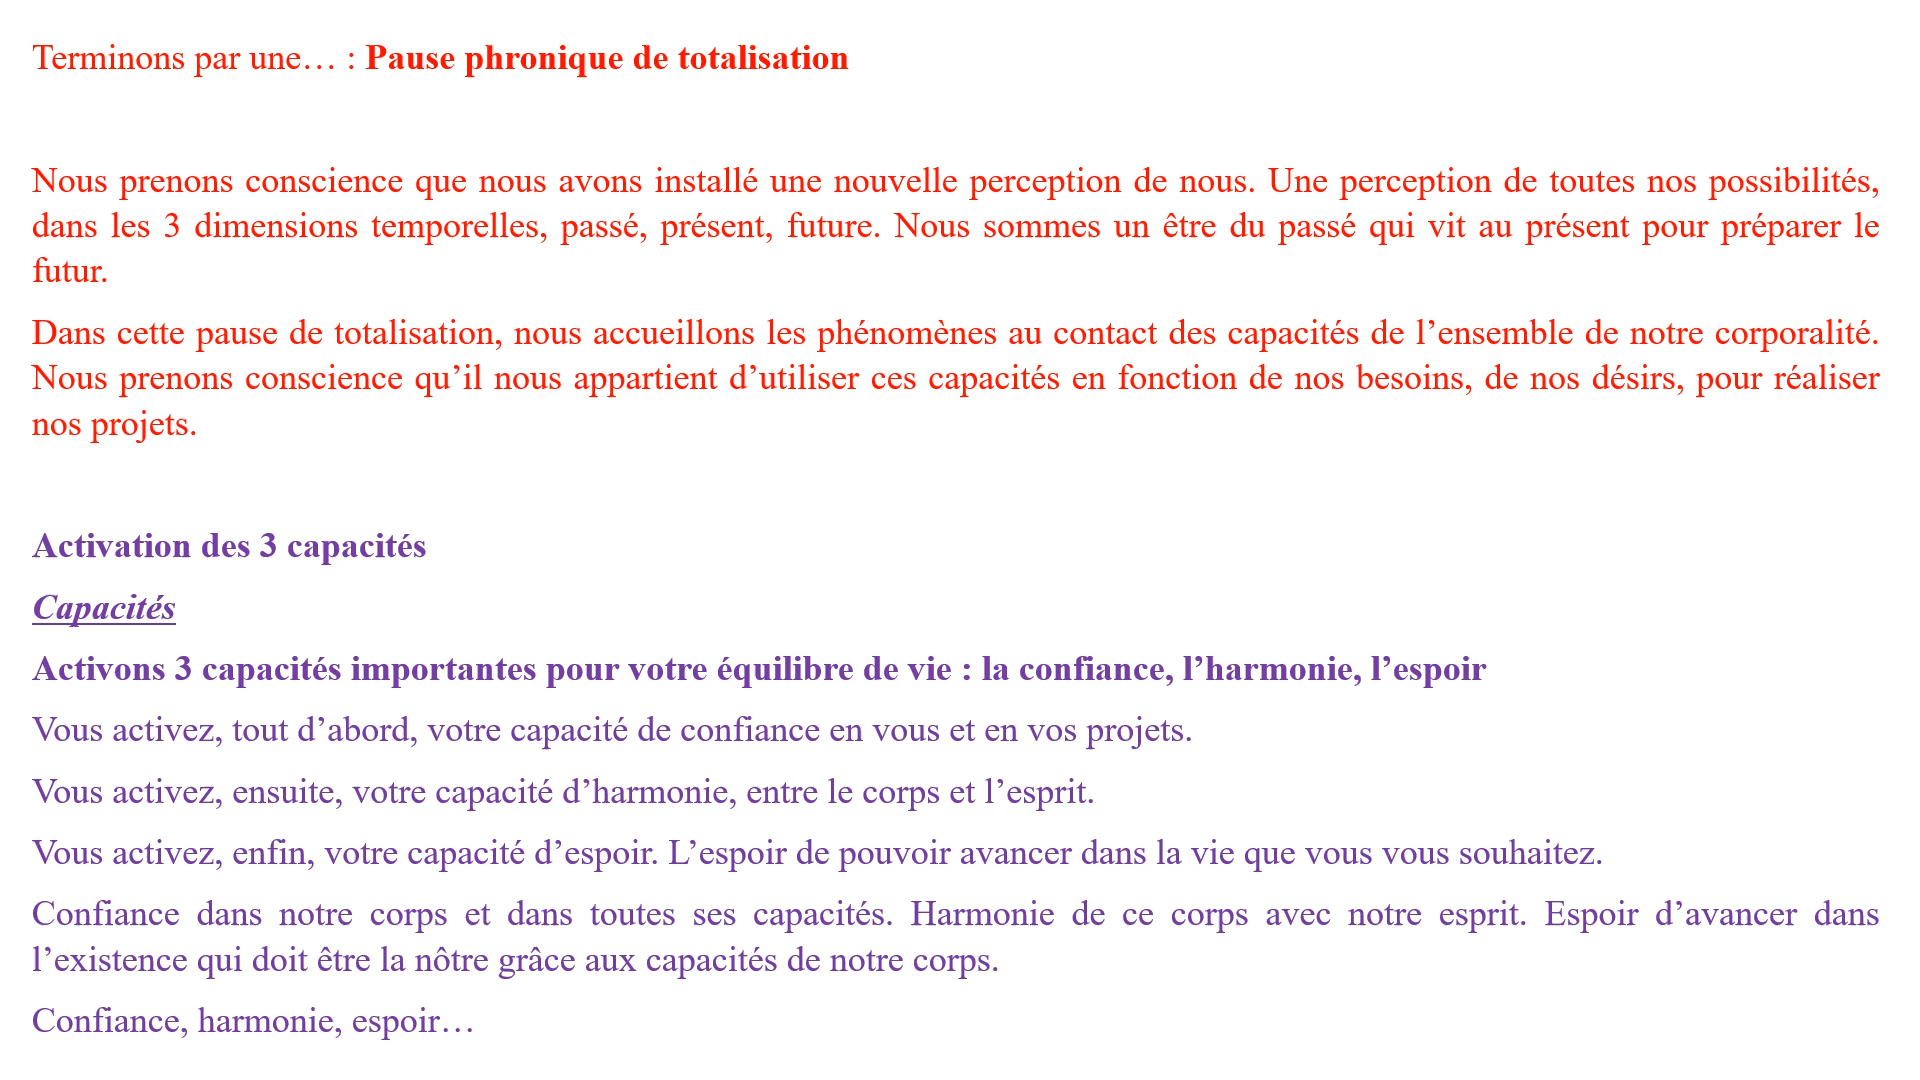 Terminons par une… : Pause phronique de totalisation
Nous prenons conscience que nous avons installé une nouvelle perception de nous. Une perception de toutes nos possibilités,
dans les 3 dimensions temporelles, passé, présent, future. Nous sommes un être du passé qui vit au présent pour préparer le
futur.
Dans cette pause de totalisation, nous accueillons les phénomènes au contact des capacités de l’ensemble de notre corporalité.
Nous prenons conscience qu’il nous appartient d’utiliser ces capacités en fonction de nos besoins, de nos désirs, pour réaliser
nos projets.
Activation des 3 capacités
Capacités
Activons 3 capacités importantes pour votre équilibre de vie : la confiance, l’harmonie, l’espoir
Vous activez, tout d’abord, votre capacité de confiance en vous et en vos projets.
Vous activez, ensuite, votre capacité d’harmonie, entre le corps et l’esprit.
Vous activez, enfin, votre capacité d’espoir. L’espoir de pouvoir avancer dans la vie que vous vous souhaitez.
Confiance dans notre corps et dans toutes ses capacités. Harmonie de ce corps avec notre esprit. Espoir d’avancer dans
l’existence qui doit être la nôtre grâce aux capacités de notre corps.
Confiance, harmonie, espoir…